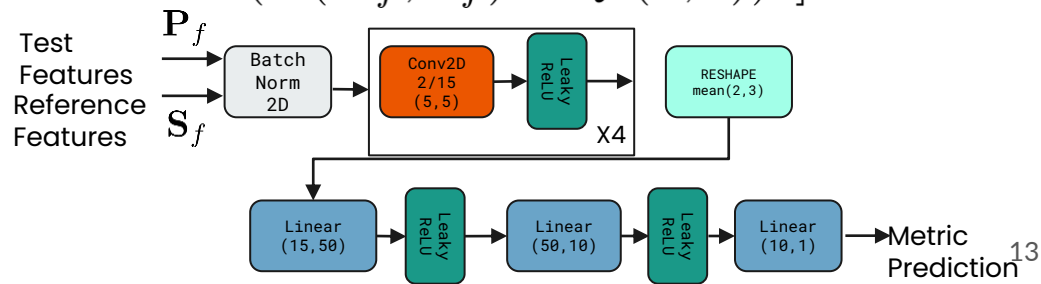 Test
Features
Reference
Features
P_f
S_f
Batch
Norm
2D
Conv2D
2/15
(5,5)
Leaky
ReLU
X4
RESHAPE
mean(2,3)
Linear
(15,50)
Leaky
ReLU
Linear
(50,10)
Leaky
ReLU
Linear
(10,1)
Metric
Prediction
13